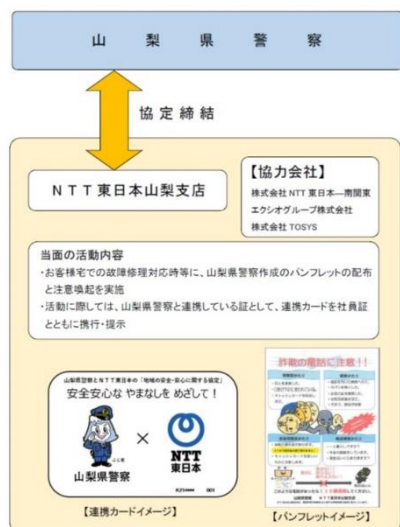 山梨県警察
協定締結
NTT東日本山梨支店
【協力会社】
株式会社NTT東日本―南関東
エクシオグループ株式会社
株式会社TOSYS
当面の活動内容
・お客様宅での故障修理対応時等に、山梨県警察作成のパンフレットの配布
と注意喚起を実施
・活動に際しては、山梨県警察と連携している証として、連携カードを社員証
とともに携行・提示
山梨県警察とNTT東日本の「地域の安全・安心に関する協定」
安全安心な やまなしを めざして！
×
NTT
東日本
山梨県警察
【連携カードイメージ】
詐欺の電話に注意！！
【パンフレットイメージ】